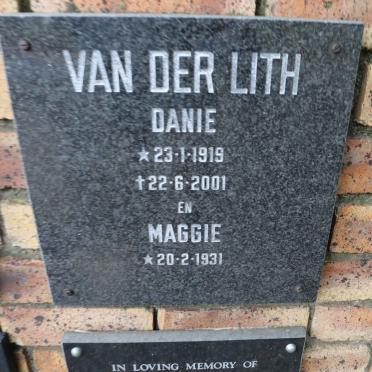 VAN DER LITH
DANIE
★ 23·1·1919
✝ 22·6·2001
EN
MAGGIE
★ 20·2·1931
IN LOVING MEMORY OF